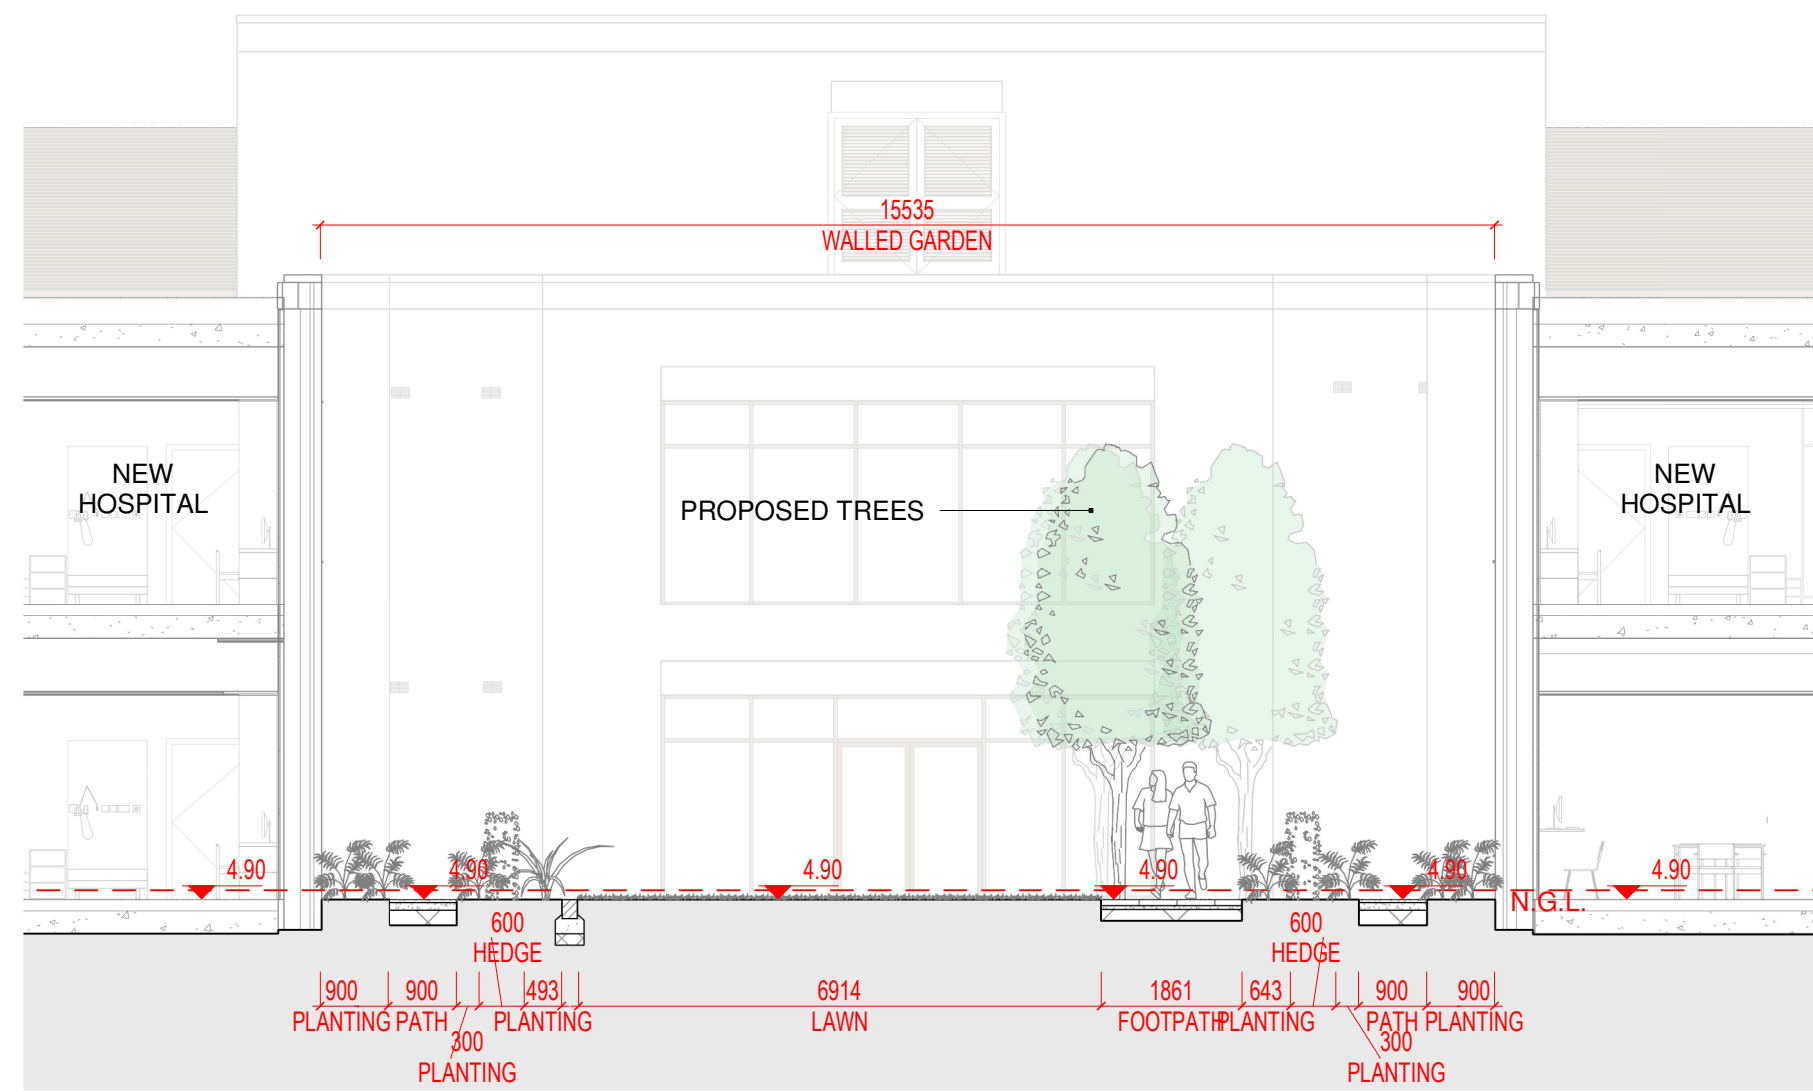 15535
WALLED GARDEN
NEW
HOSPITAL
PROPOSED TREES
NEW
HOSPITAL
4.90
4.90
4.90
4.90
4.90
4.90
N.G.L.
600
HEDGE
600
HEDGE
900
PLANTING
900
PATH
300
PLANTING
493
PLANTING
6914
LAWN
1861
FOOTPATH
643
PLANTING
300
PLANTING
900
PATH
900
PLANTING